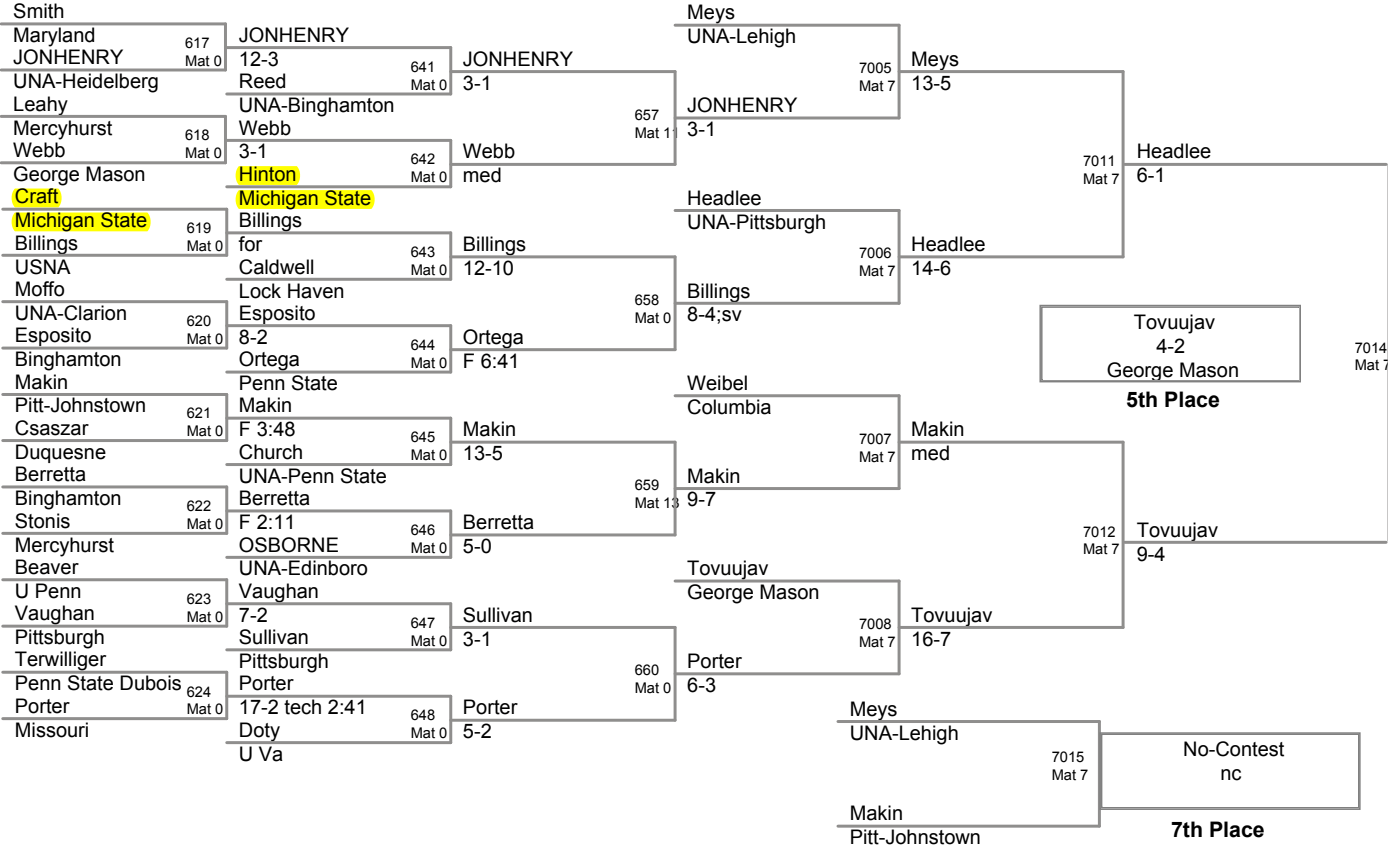 Smith
Maryland
617
Mat 0
JONHENRY
UNA-Heidelberg
Leahy
Mercyhurst
618
Mat 0
Webb
George Mason
Craft
Michigan State
619
Mat 0
Billings
USNA
Moffo
UNA-Clarion
620
Mat 0
Esposito
Binghamton
Makin
Pitt-Johnstown
621
Mat 0
Csaszar
Duquesne
Berretta
Binghamton
622
Mat 0
Stonis
Mercyhurst
Beaver
U Penn
623
Mat 0
Vaughan
Pittsburgh
Terwilliger
Penn State Dubois
624
Mat 0
Porter
Missouri
JONHENRY
12-3
641
Mat 0
Reed
UNA-Binghamton
Webb
3-1
642
Mat 0
Hinton
Michigan State
Billings
for
643
Mat 0
Caldwell
Lock Haven
Esposito
8-2
644
Mat 0
Ortega
Penn State
Makin
F 3:48
645
Mat 0
Church
UNA-Penn State
Berretta
F 2:11
646
Mat 0
OSBORNE
UNA-Edinboro
Vaughan
7-2
647
Mat 0
Sullivan
Pittsburgh
Porter
17-2 tech 2:41
648
Mat 0
Doty
U Va
JONHENRY
3-1
657
Mat 11
Webb
med
Billings
12-10
658
Mat 0
Ortega
F 6:41
Makin
13-5
659
Mat 13
Berretta
5-0
Sullivan
3-1
660
Mat 0
Porter
5-2
Meys
UNA-Lehigh
7005
Mat 7
JONHENRY
3-1
Headlee
UNA-Pittsburgh
7006
Mat 7
Billings
8-4;sv
Weibel
Columbia
7007
Mat 7
Makin
9-7
Tovuujav
George Mason
7008
Mat 7
Porter
6-3
Meys
13-5
7011
Mat 7
Headlee
14-6
Makin
med
7012
Mat 7
Tovuujav
16-7
Headlee
6-1
7014
Mat 7
Tovuujav
9-4
Tovuujav
4-2
George Mason
5th Place
Meys
UNA-Lehigh
7015
Mat 7
Makin
Pitt-Johnstown
No-Contest
nc
7th Place